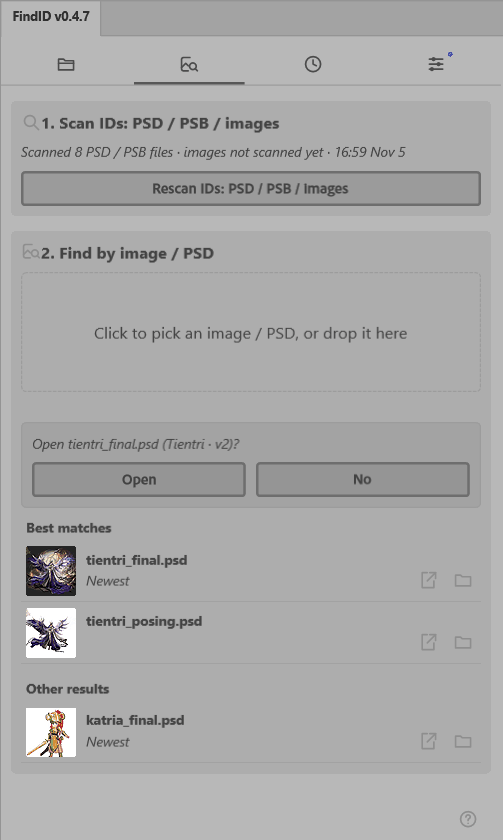 FindID v0.4.7
1. Scan IDs: PSD / PSB / images
Scanned 8 PSD / PSB files · images not scanned yet · 16:59 Nov 5
Rescan IDs: PSD / PSB / images
2. Find by image / PSD
Click to pick an image / PSD, or drop it here
Open tientri_final.psd (Tientri · v2)?
Open
No
Best matches
tientri_final.psd
Newest
tientri_posing.psd
Other results
katria_final.psd
Newest